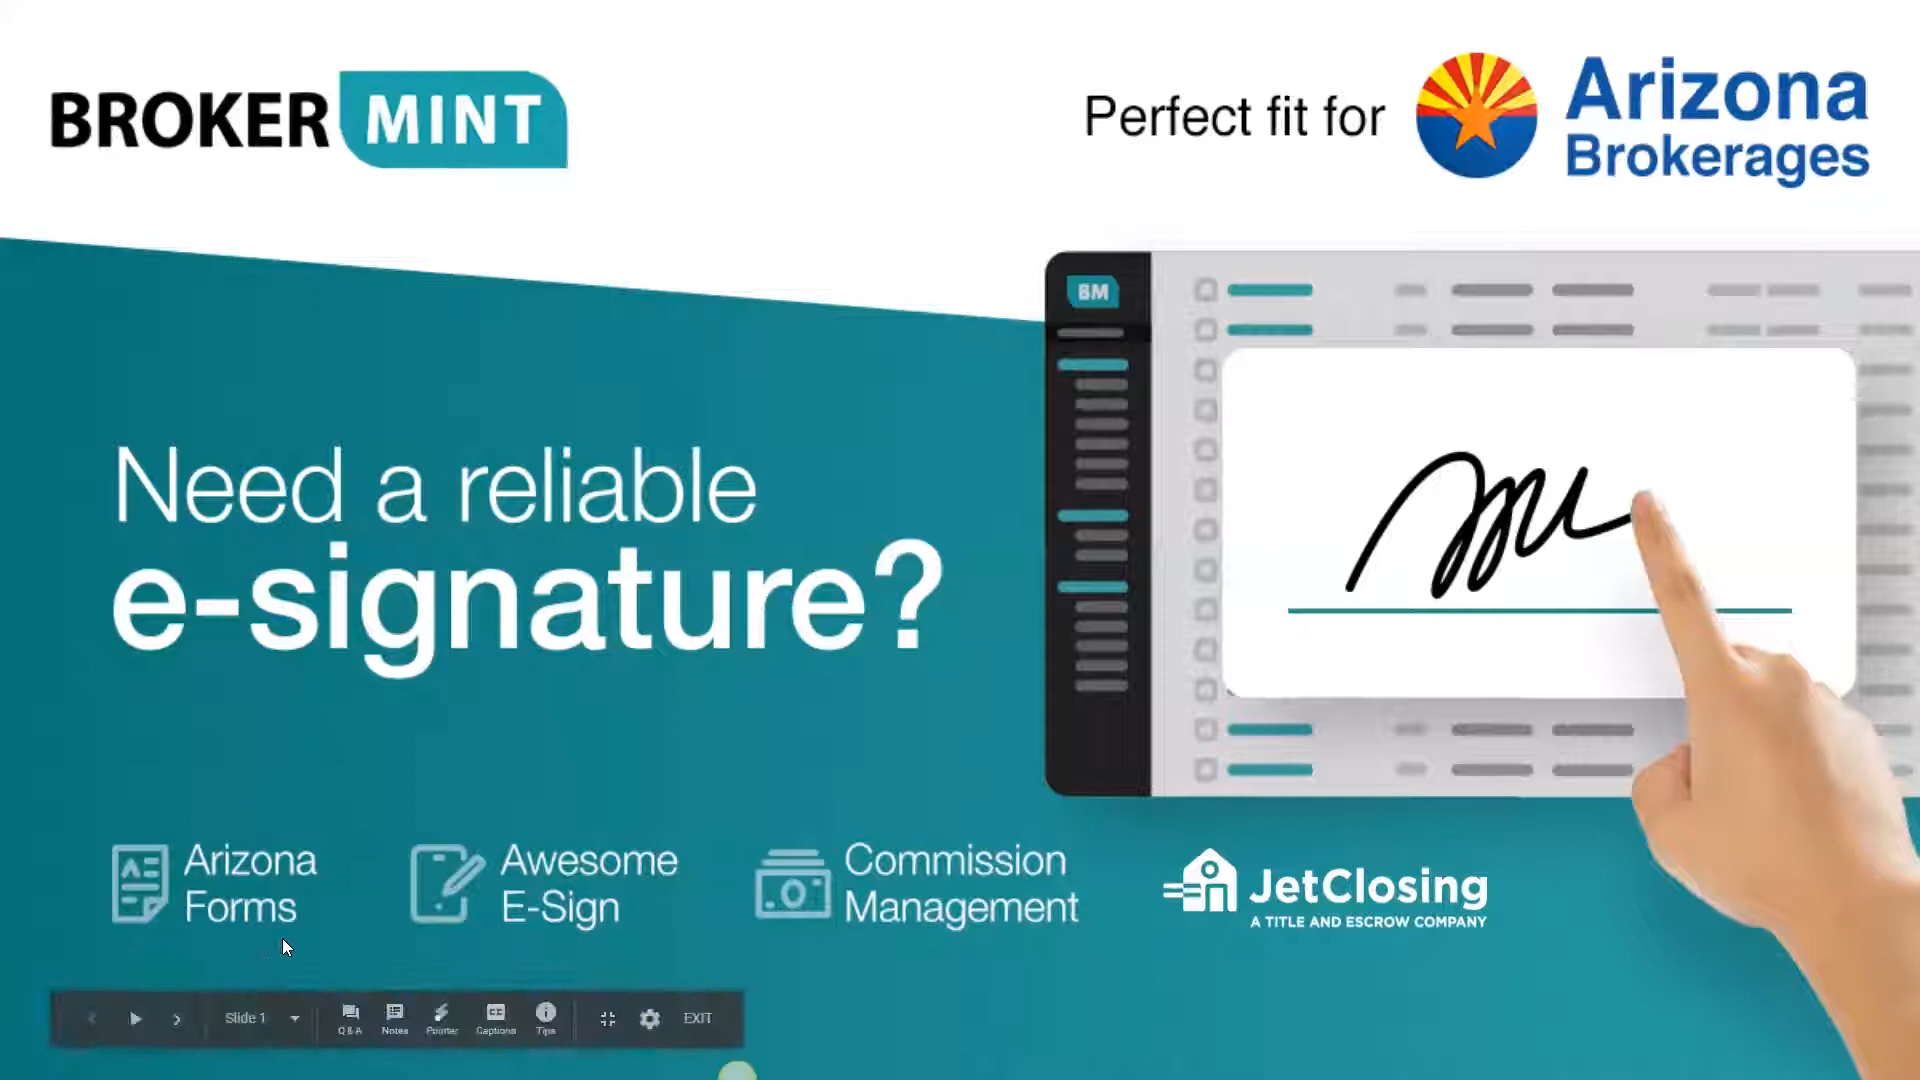 BROKER MINT
Perfect fit for
Arizona
Brokerages
BM
Need a reliable
e-signature?
Arizona
Forms
Awesome
E-Sign
Commission
Management
JetClosing
A TITLE AND ESCROW COMPANY
Slide 1
Q & A
Notes
Pointer
Captions
Tips
EXIT